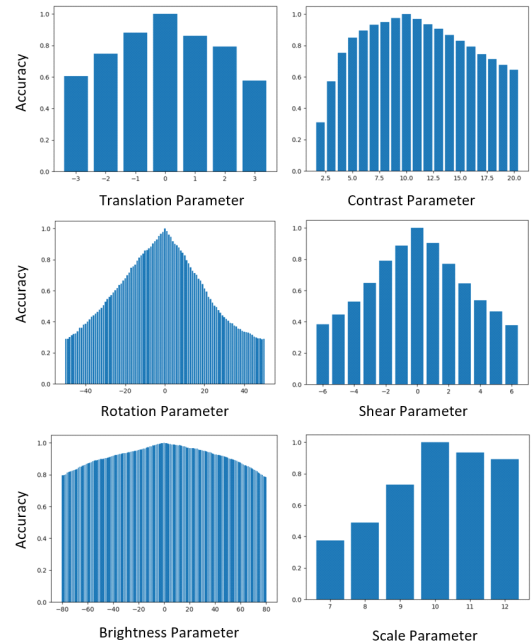 Accuracy
1.0
0.8
0.6
0.4
0.2
0.0
−3 −2 −1 0 1 2 3
Translation Parameter
1.0
0.8
0.6
0.4
0.2
0.0
2.5 5.0 7.5 10.0 12.5 15.0 17.5 20.0
Contrast Parameter
Accuracy
1.0
0.8
0.6
0.4
0.2
0.0
−40 −20 0 20 40
Rotation Parameter
1.0
0.8
0.6
0.4
0.2
0.0
−6 −4 −2 0 2 4 6
Shear Parameter
Accuracy
1.0
0.8
0.6
0.4
0.2
0.0
−80 −60 −40 −20 0 20 40 60 80
Brightness Parameter
1.0
0.8
0.6
0.4
0.2
0.0
7 8 9 10 11 12
Scale Parameter